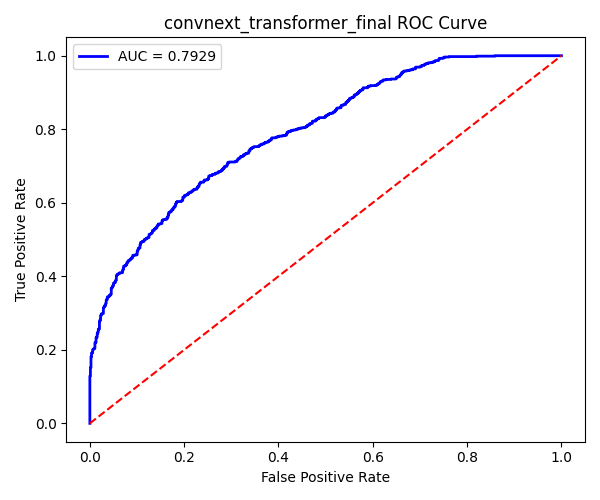 convnext_transformer_final ROC Curve
AUC = 0.7929
True Positive Rate
1.0
0.8
0.6
0.4
0.2
0.0
0.0 0.2 0.4 0.6 0.8 1.0
False Positive Rate